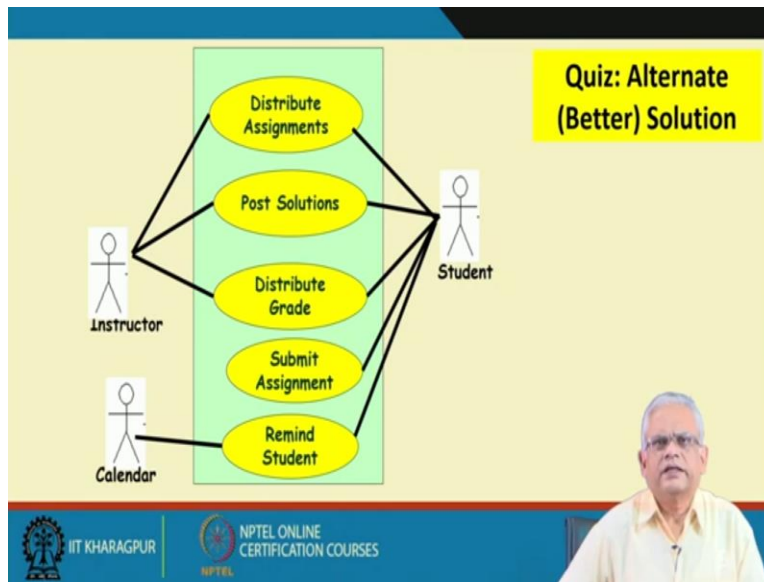 Quiz: Alternate
(Better) Solution
Distribute
Assignments
Post Solutions
Distribute
Grade
Submit
Assignment
Remind
Student
Instructor
Calendar
Student
IIT KHARAGPUR
NPTEL
NPTEL ONLINE
CERTIFICATION COURSES